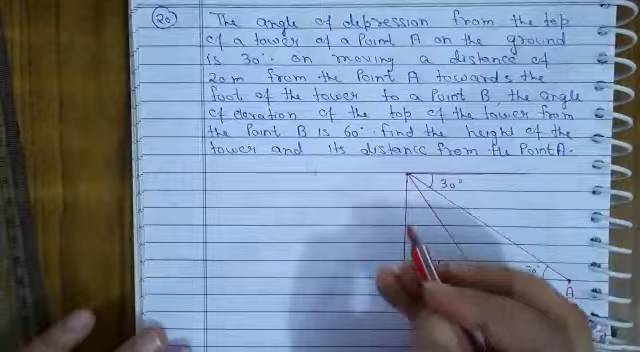 20
The angle of depression from the top
of a tower of a Point A on the ground
is 30°. on moving a distance of
20m from the Point A towards the
foot of the tower to a Point B, the angle
of elevation of the top of the tower from
the Point B is 60°. find the height of the
tower and its distance from the Point A.
30°
30°
A